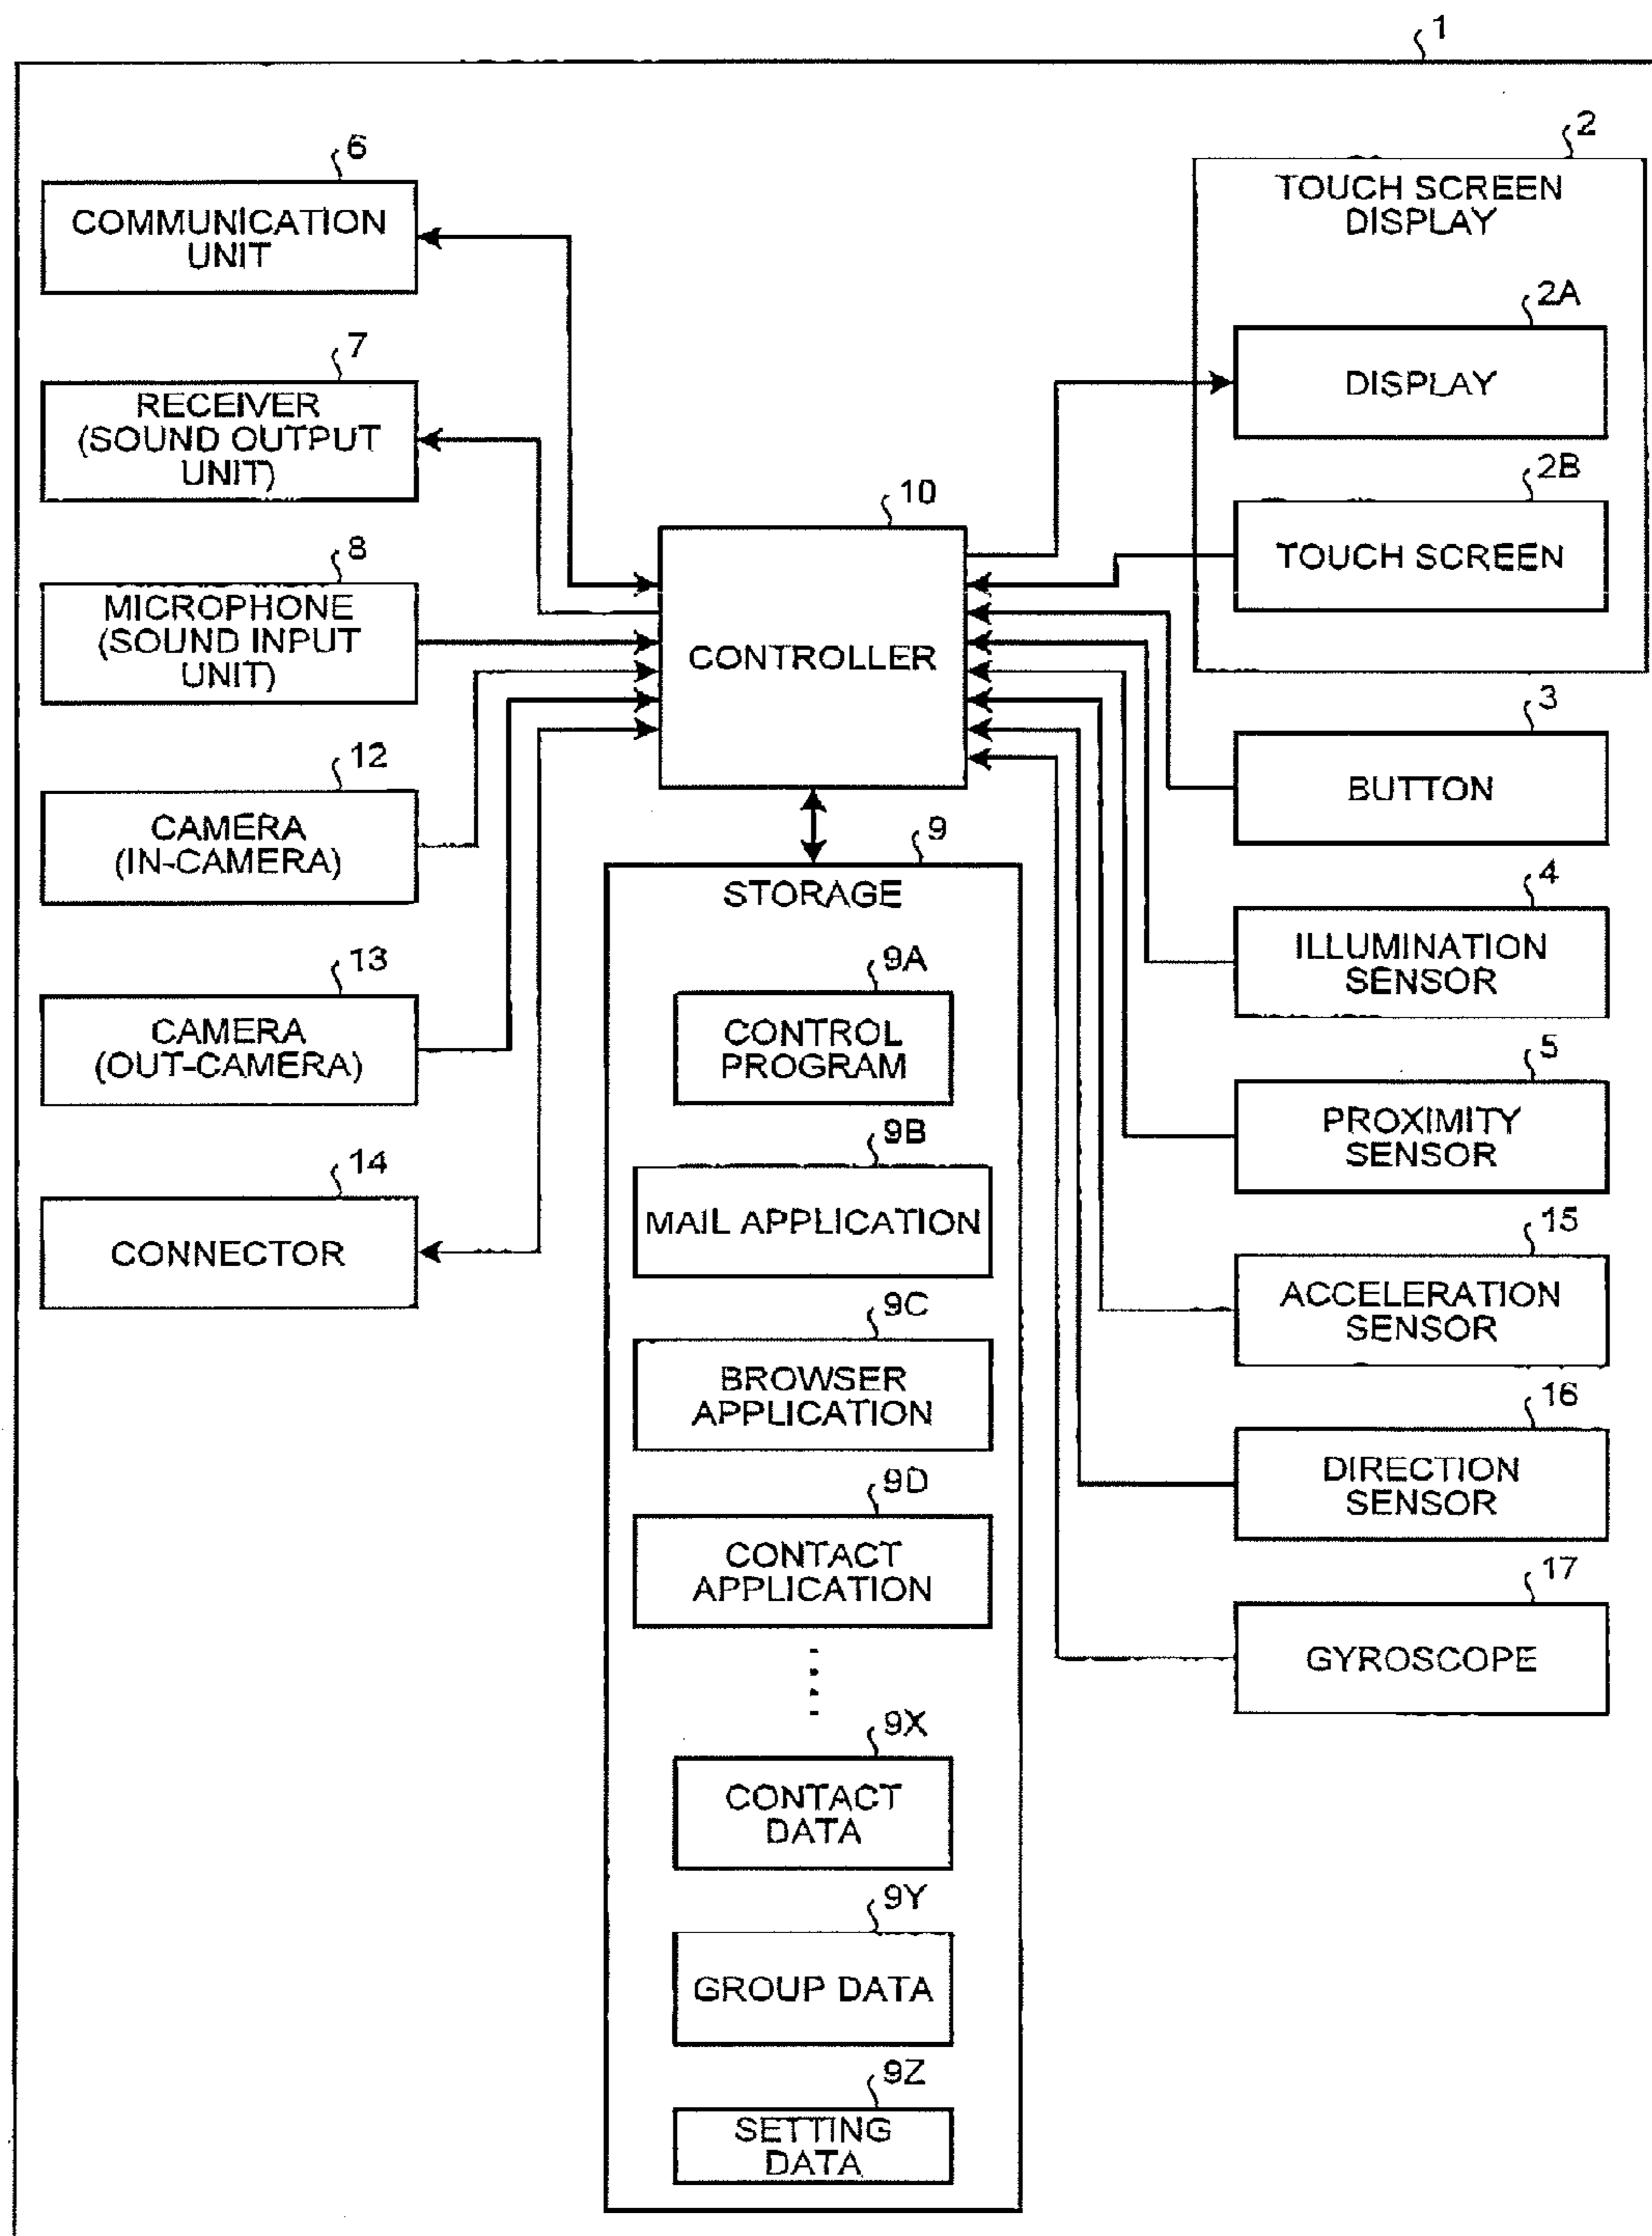 1
6
COMMUNICATION
UNIT
7
RECEIVER
(SOUND OUTPUT
UNIT)
8
MICROPHONE
(SOUND INPUT
UNIT)
12
CAMERA
(IN-CAMERA)
13
CAMERA
(OUT-CAMERA)
14
CONNECTOR
10
CONTROLLER
9
STORAGE
9A
CONTROL
PROGRAM
9B
MAIL APPLICATION
9C
BROWSER
APPLICATION
9D
CONTACT
APPLICATION
9X
CONTACT
DATA
9Y
GROUP DATA
9Z
SETTING
DATA
2
TOUCH SCREEN
DISPLAY
2A
DISPLAY
2B
TOUCH SCREEN
3
BUTTON
4
ILLUMINATION
SENSOR
5
PROXIMITY
SENSOR
15
ACCELERATION
SENSOR
16
DIRECTION
SENSOR
17
GYROSCOPE